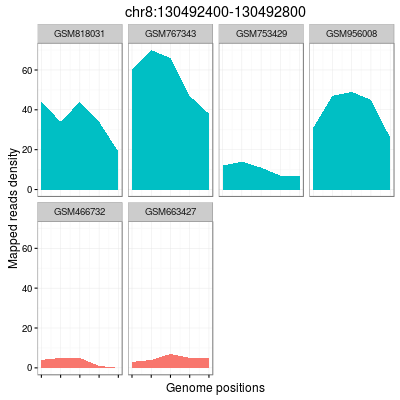 chr8:130492400-130492800
GSM818031 GSM767343 GSM753429 GSM956008
60
40
20
0
Mapped reads density
GSM466732 GSM663427
60
40
20
0
Genome positions